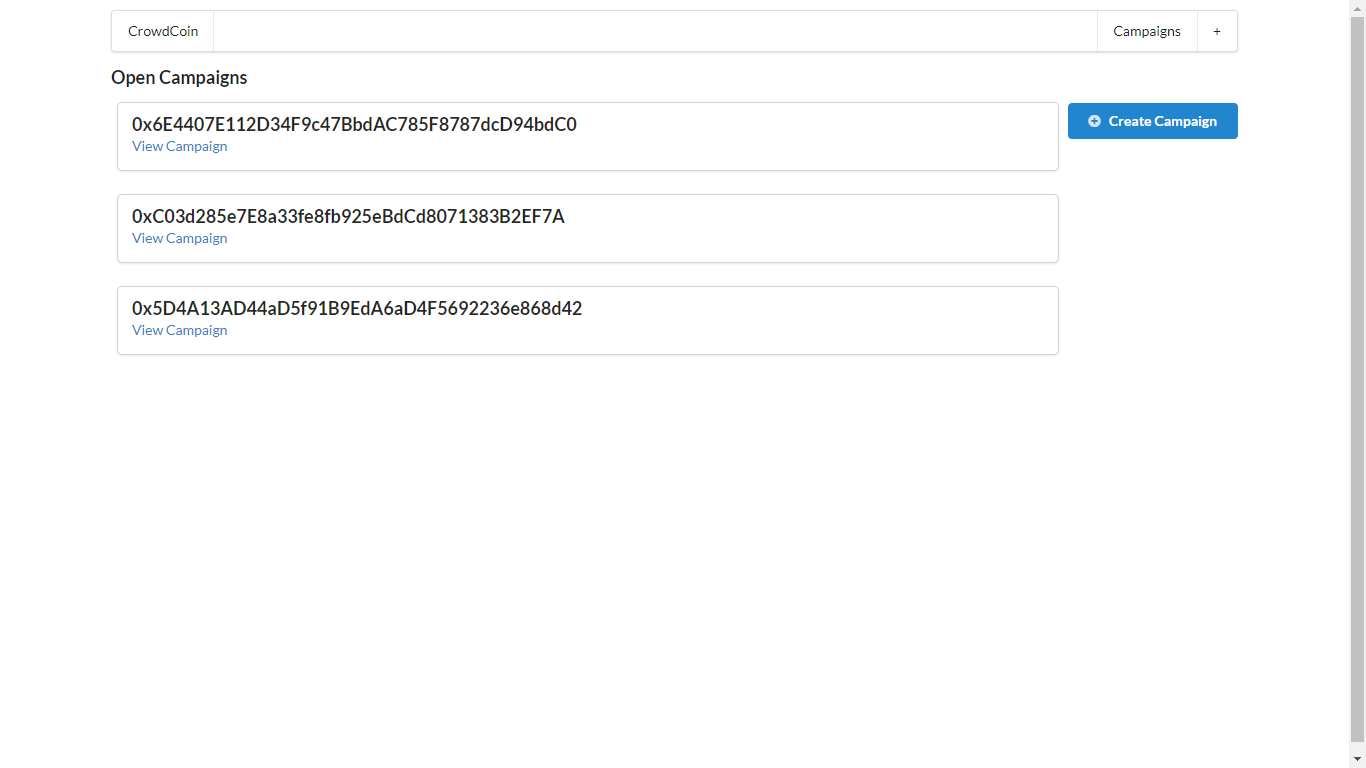 CrowdCoin
Campaigns
+
Open Campaigns
0x6E4407E112D34F9c47BbdAC785F8787dcD94bdC0
View Campaign
Create Campaign
0xC03d285e7E8a33fe8fb925eBdCd8071383B2EF7A
View Campaign
0x5D4A13AD44aD5f91B9EdA6aD4F5692236e868d42
View Campaign